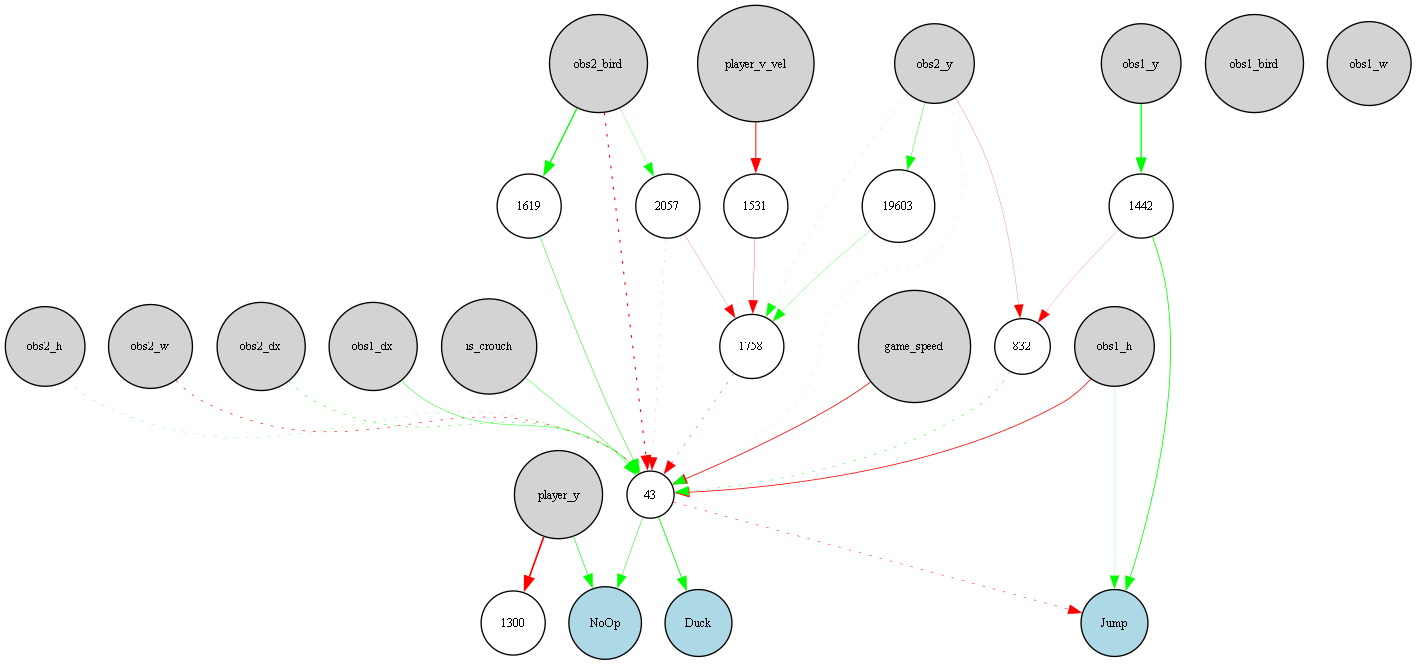 obs2_bird
player_v_vel
obs2_y
obs1_y
obs1_bird
obs1_w
1619
2057
1531
19603
1442
obs2_h
obs2_w
obs2_dx
obs1_dx
is_crouch
1758
game_speed
832
obs1_h
player_y
43
1300
NoOp
Duck
Jump